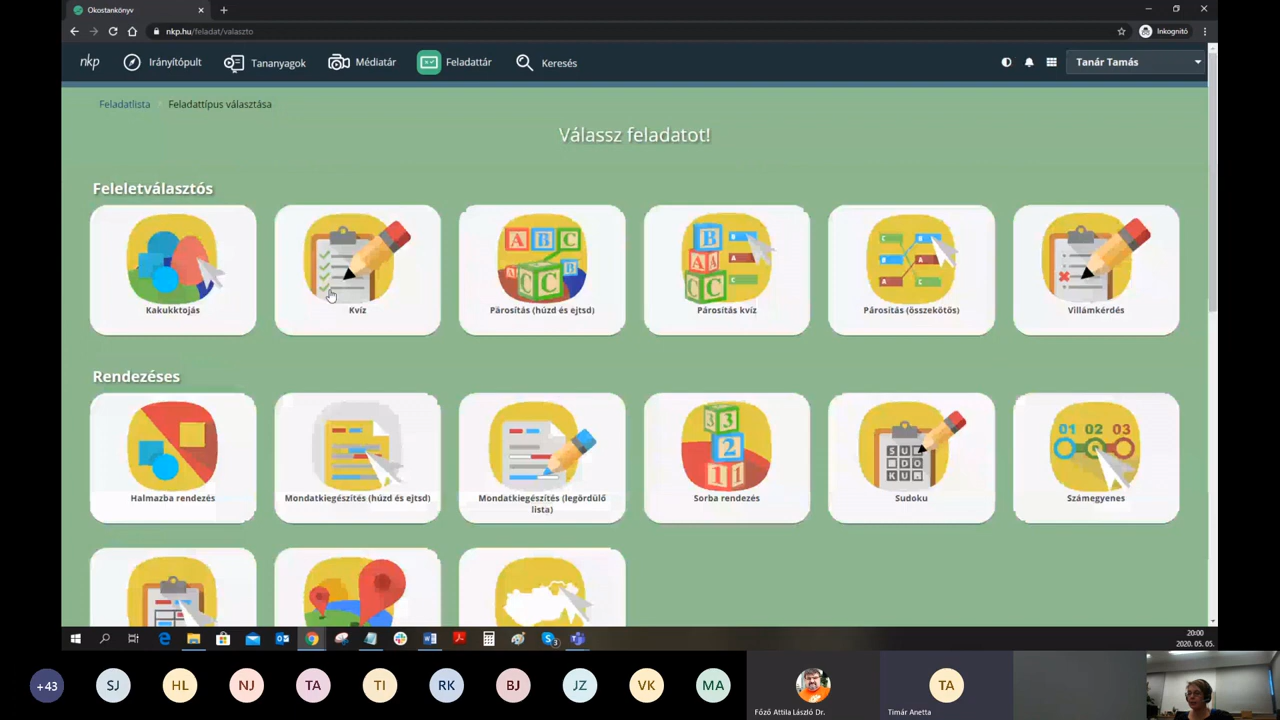 Okostankönyv
nkp.hu/feladat/valaszto
Inkognitó
nkp
Irányítópult
Tananyagok
Médiatár
Feladattár
Keresés
Tanár Tamás
Feladatlista
Feladattípus választása
Válassz feladatot!
Feleletválasztós
Kakukktojás
Kvíz
Párosítás (húzd és ejtsd)
Párosítás kvíz
Párosítás (összekötős)
Villámkérdés
Rendezéses
Halmazba rendezés
Mondatkiegészítés (húzd és ejtsd)
Mondatkiegészítés (legördülő
lista)
Sorba rendezés
Sudoku
Számegyenes
20:00
2020. 05. 05.
+43
SJ
HL
NJ
TA
TI
RK
BJ
JZ
VK
MA
Főző Attila László Dr.
TA
Timár Anetta